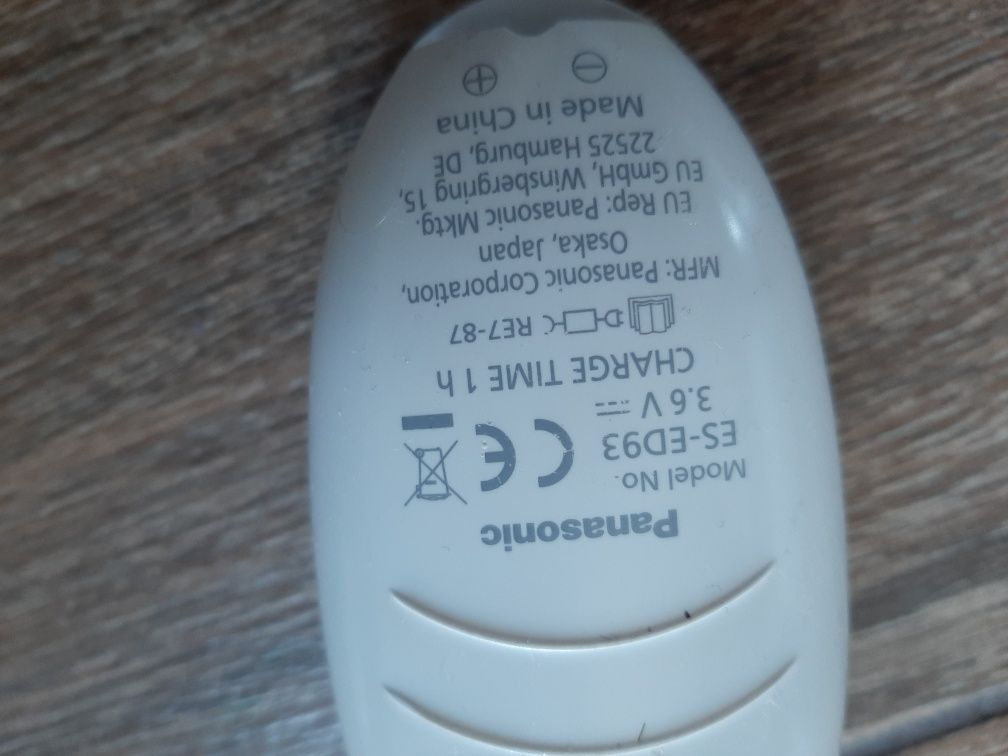 Panasonic
Model No.
ES-ED93
3.6 V
CE
CHARGE TIME 1 h
RE7-87
MFR: Panasonic Corporation,
Osaka, Japan
EU Rep: Panasonic Mktg.
EU GmbH, Winsbergring 15,
22525 Hamburg, DE
Made in China